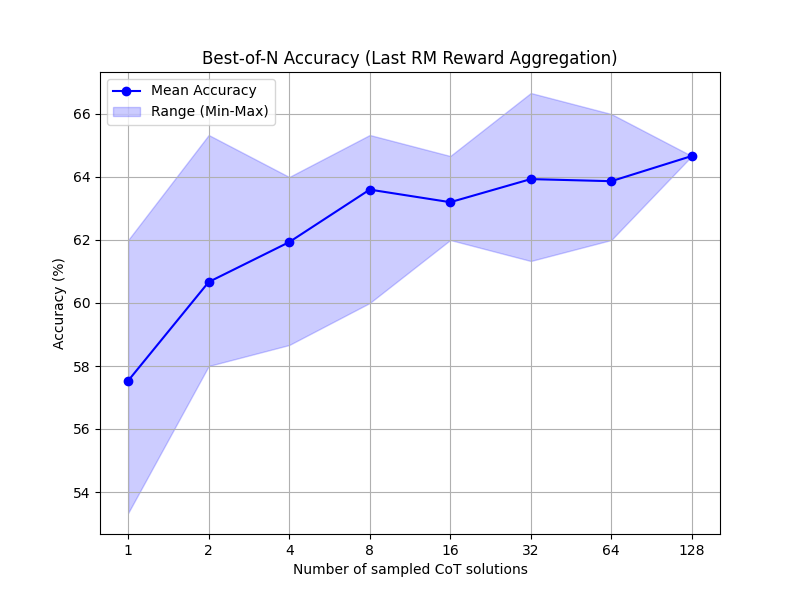 Best-of-N Accuracy (Last RM Reward Aggregation)
Mean Accuracy
Range (Min-Max)
Accuracy (%)
66
64
62
60
58
56
54
1 2 4 8 16 32 64 128
Number of sampled CoT solutions